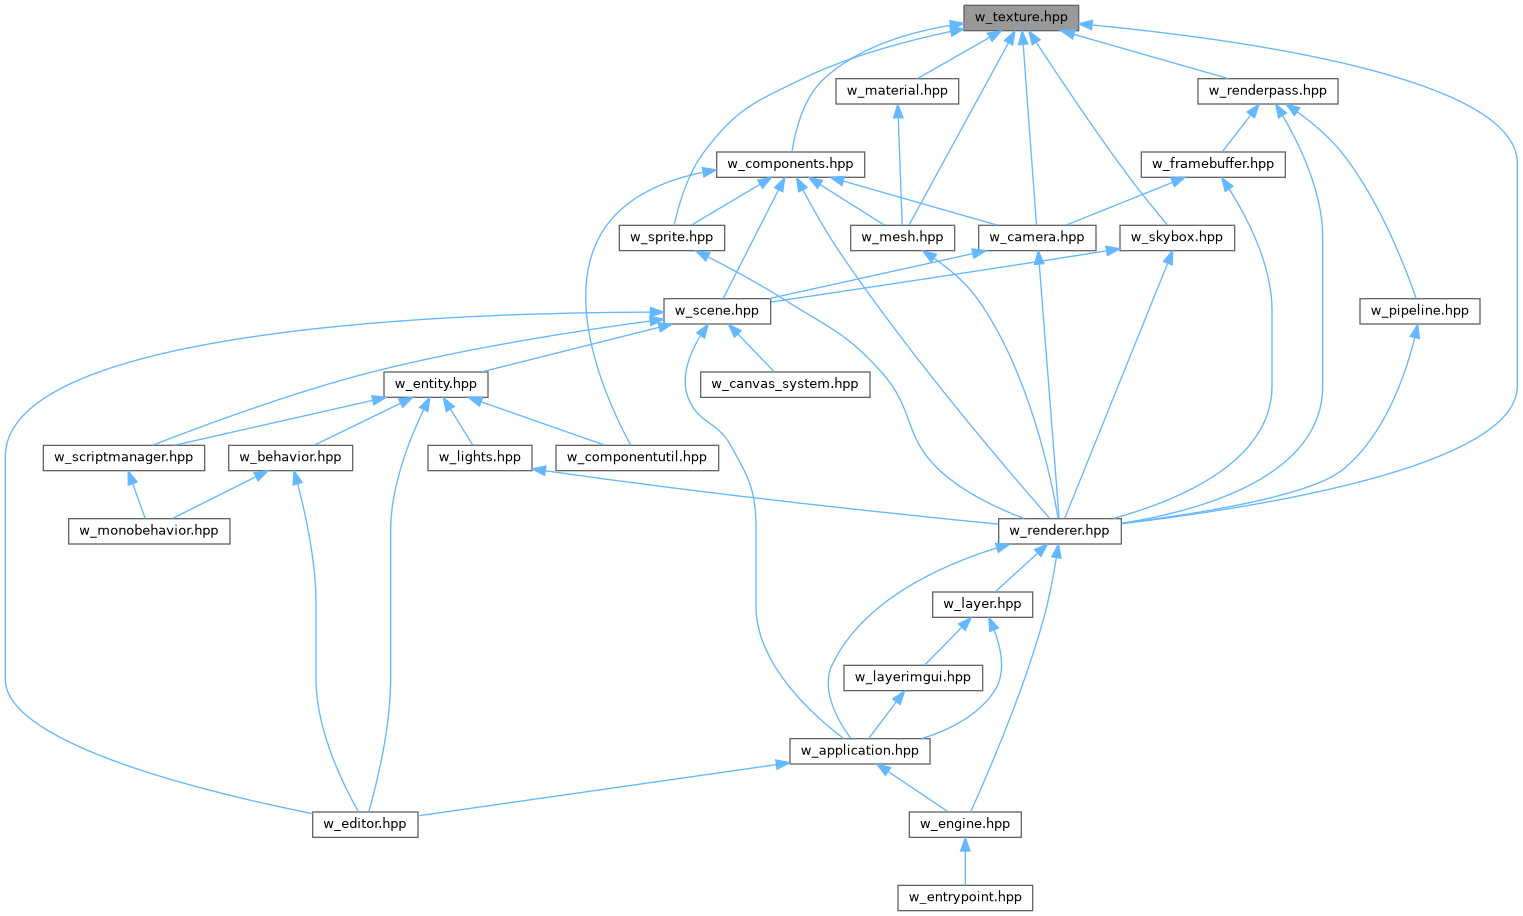 w_texture.hpp
w_material.hpp
w_renderpass.hpp
w_components.hpp
w_framebuffer.hpp
w_sprite.hpp
w_mesh.hpp
w_camera.hpp
w_skybox.hpp
w_scene.hpp
w_pipeline.hpp
w_entity.hpp
w_canvas_system.hpp
w_scriptmanager.hpp
w_behavior.hpp
w_lights.hpp
w_componentutil.hpp
w_monobehavior.hpp
w_renderer.hpp
w_layer.hpp
w_layerimgui.hpp
w_application.hpp
w_editor.hpp
w_engine.hpp
w_entrypoint.hpp